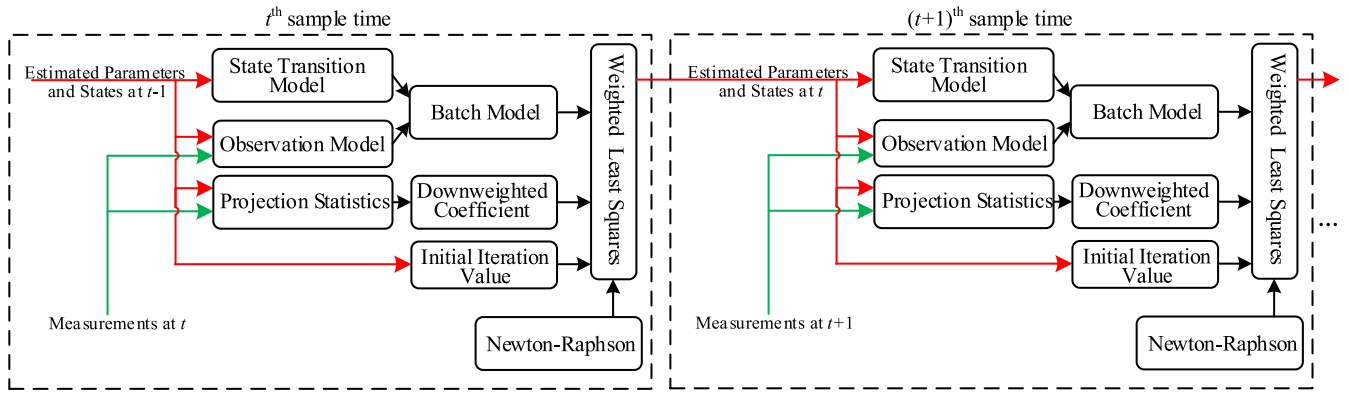 t^th sample time
Estimated Parameters
and States at t-1
State Transition
Model
Observation Model
Batch Model
Projection Statistics
Downweighted
Coefficient
Initial Iteration
Value
Weighted Least Squares
Measurements at t
Newton-Raphson
(t+1)^th sample time
Estimated Parameters
and States at t
State Transition
Model
Observation Model
Batch Model
Projection Statistics
Downweighted
Coefficient
Initial Iteration
Value
Weighted Least Squares
Measurements at t+1
Newton-Raphson
...